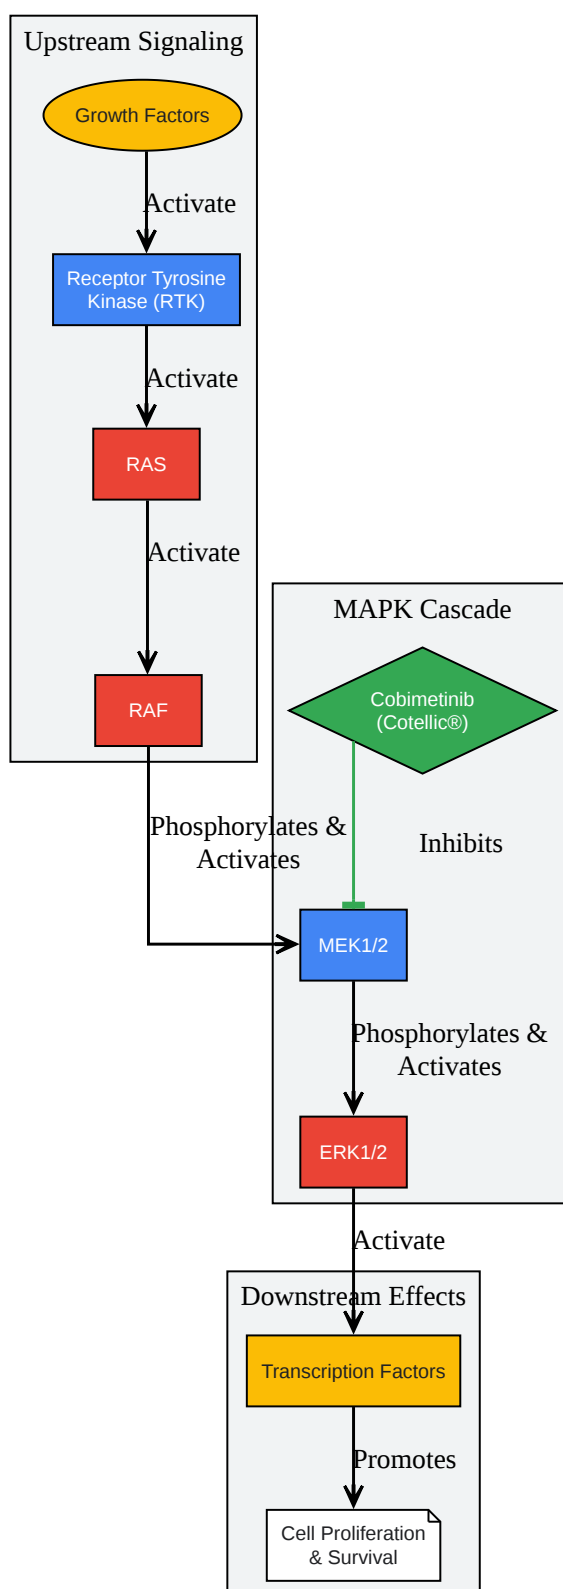 Upstream Signaling
Growth Factors
Activate
Receptor Tyrosine
Kinase (RTK)
Activate
RAS
Activate
RAF
MAPK Cascade
Cobimetinib
(Cotellic®)
Phosphorylates &
Activates
Inhibits
MEK1/2
Phosphorylates &
Activates
ERK1/2
Activate
Downstream Effects
Transcription Factors
Promotes
Cell Proliferation
& Survival